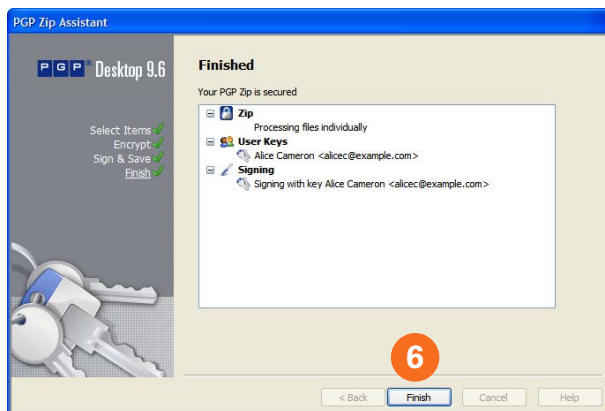 PGP Zip Assistant
PGP® Desktop 9.6
Select Items
Encrypt
Sign & Save
Finish
Finished
Your PGP Zip is secured
Zip
Processing files individually
User Keys
Alice Cameron <alicec@example.com>
Signing
Signing with key Alice Cameron <alicec@example.com>
6
< Back Finish Cancel Help